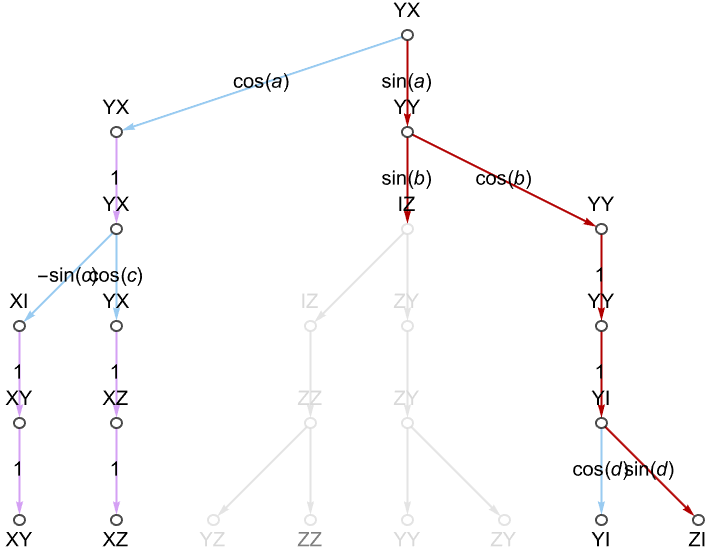 YX
cos(a) sin(a)
YX YY
1 sin(b) cos(b)
YX IZ YY
−sin(c) cos(c) 1
XI YX IZ ZY YY
1 1 1
XY XZ ZZ ZY YI
1 1 cos(d) sin(d)
XY XZ YZ ZZ YY ZY YI ZI